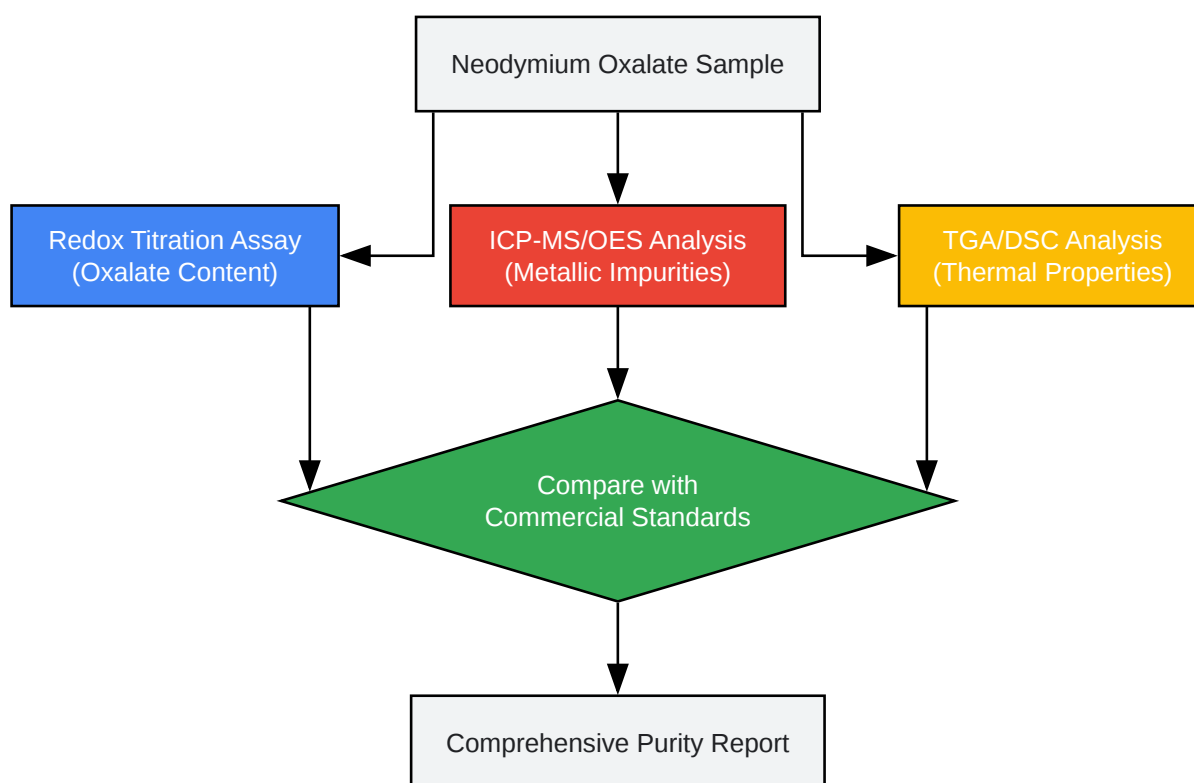 Neodymium Oxalate Sample
Redox Titration Assay
(Oxalate Content)
ICP-MS/OES Analysis
(Metallic Impurities)
TGA/DSC Analysis
(Thermal Properties)
Compare with
Commercial Standards
Comprehensive Purity Report